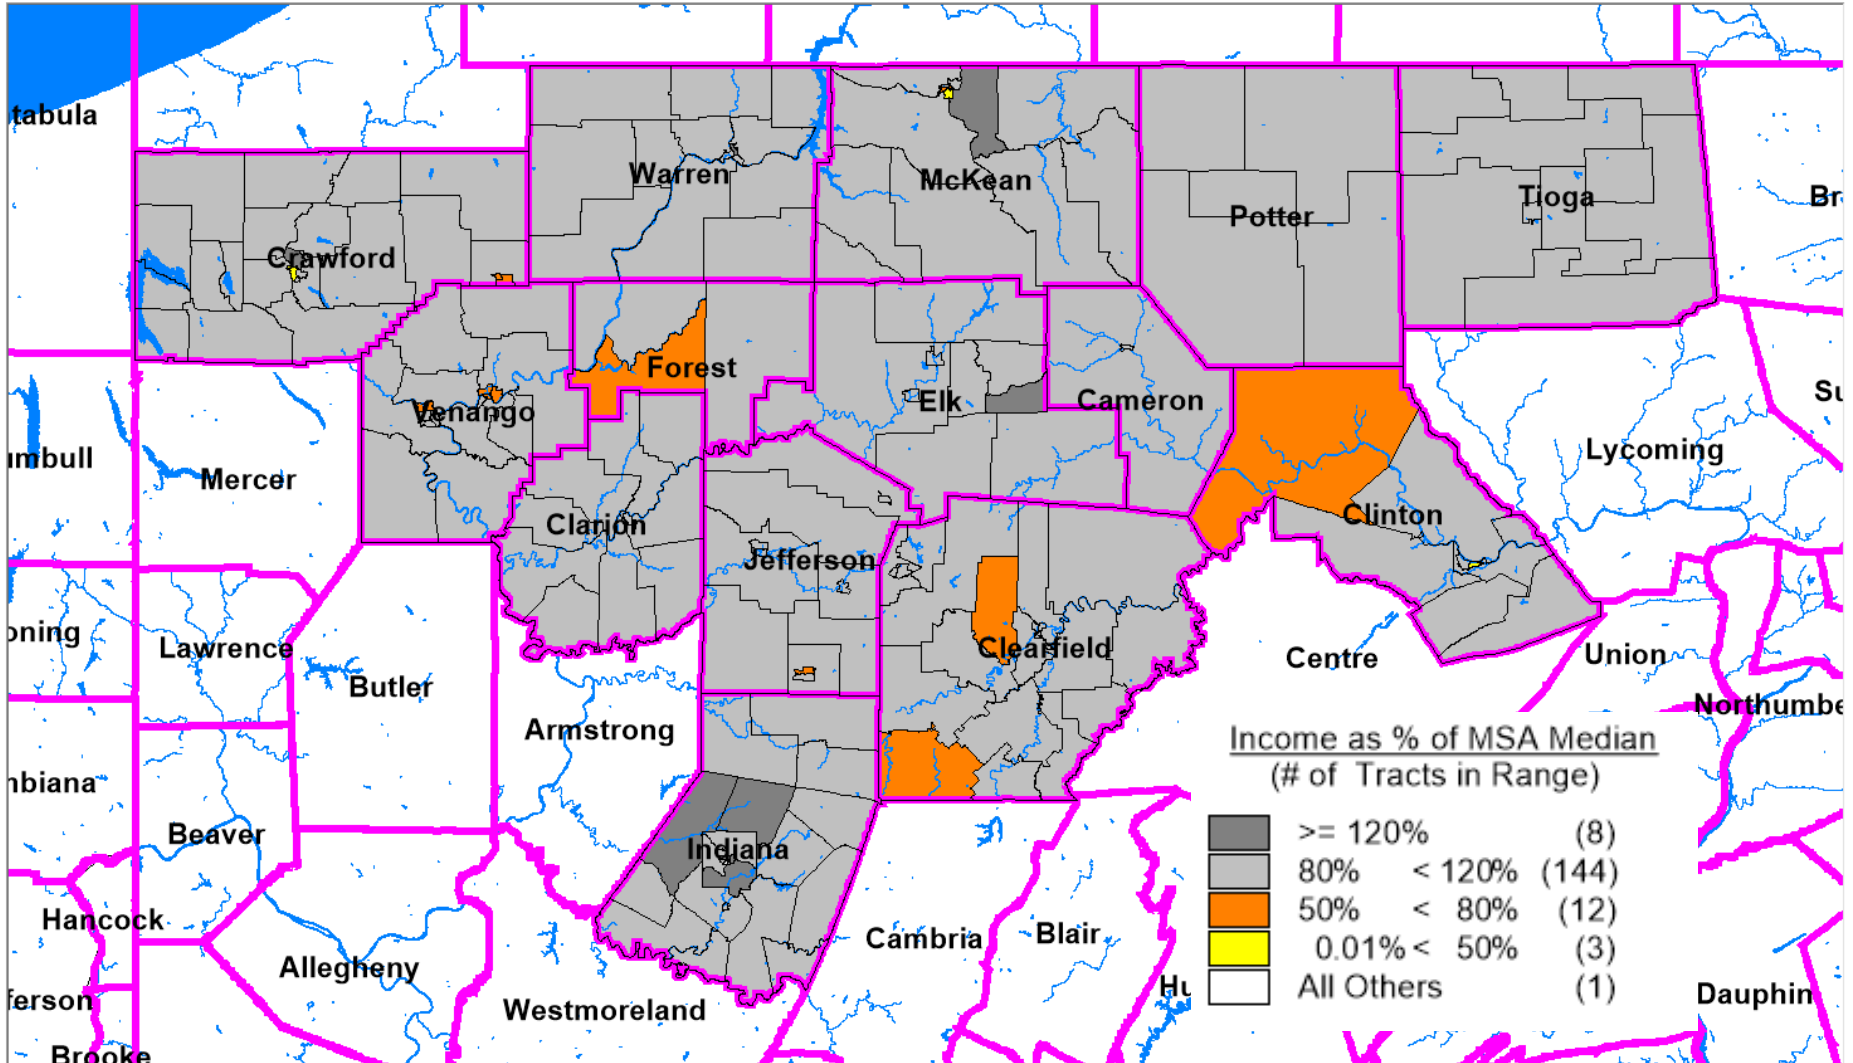 tabula
Warren
McKean
Tioga
Br
Potter
Crawford
Forest
Su
Elk
Cameron
Venango
Lycoming
umbull
Mercer
Clinton
Clarion
Jefferson
oning
Lawrence
Clearfield
Centre
Union
Butler
Northumbe
Armstrong
Income as % of MSA Median
(# of Tracts in Range)
nbiana
Beaver
>= 120% (8)
Indiana
80% < 120% (144)
50% < 80% (12)
Hancock
Cambria
Blair
0.01% < 50% (3)
Allegheny
All Others (1)
Hu
Dauphin
ferson
Westmoreland
Brooke